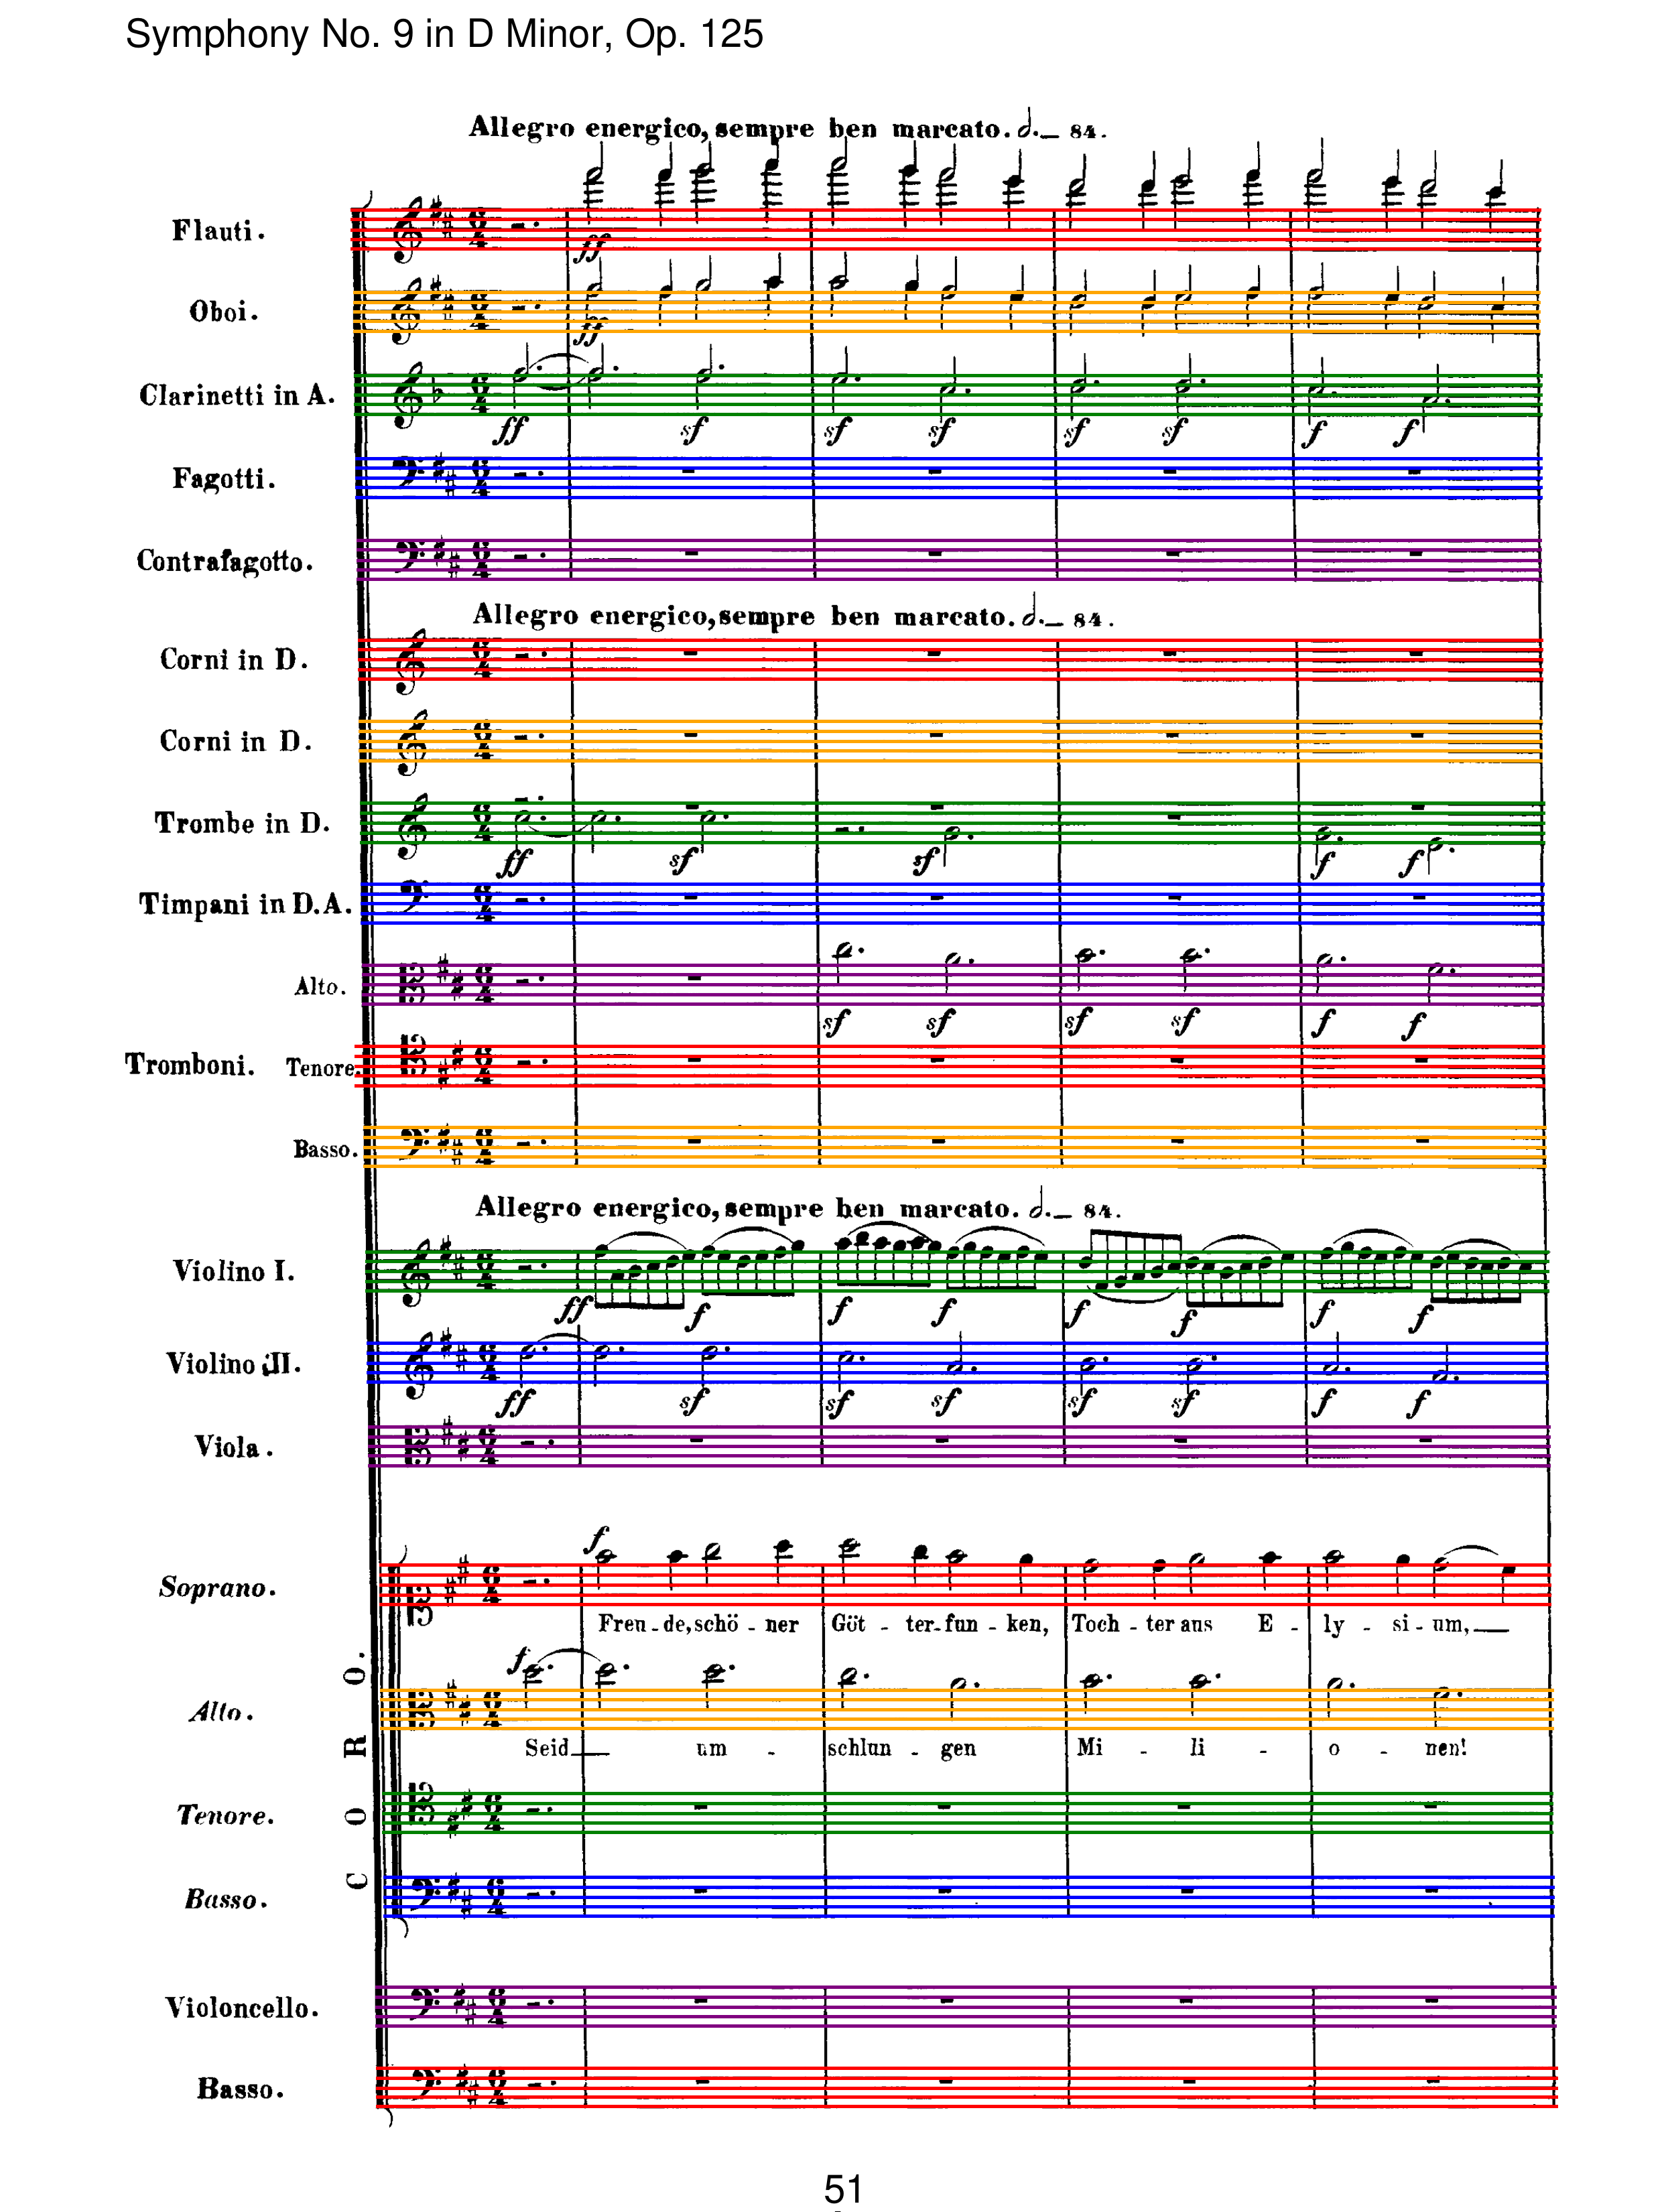 Symphony No. 9 in D Minor, Op. 125
Allegro energico, sempre ben marcato. 84.
Flauti.
ff
Oboi.
ff
Clarinetti in A.
ff sf sf sf sf sf f f
Fagotti.
Contrafagotto.
Allegro energico, sempre ben marcato. 84.
Corni in D.
Corni in D.
Trombe in D.
ff sf sf f f
Timpani in D.A.
Alto.
sf sf sf sf f f
Tromboni. Tenore.
Basso.
Allegro energico, sempre ben marcato. 84.
Violino I.
ff f f f f f f f
Violino II.
ff sf sf sf sf sf f f
Viola.
f
Soprano.
Freu - de, schö - ner Göt - ter - fun - ken, Toch - ter aus E - ly - si - um,
f
Alto.
Seid um - schlun - gen Mi - li - o - nen!
CORO.
Tenore.
Basso.
Violoncello.
Basso.
51